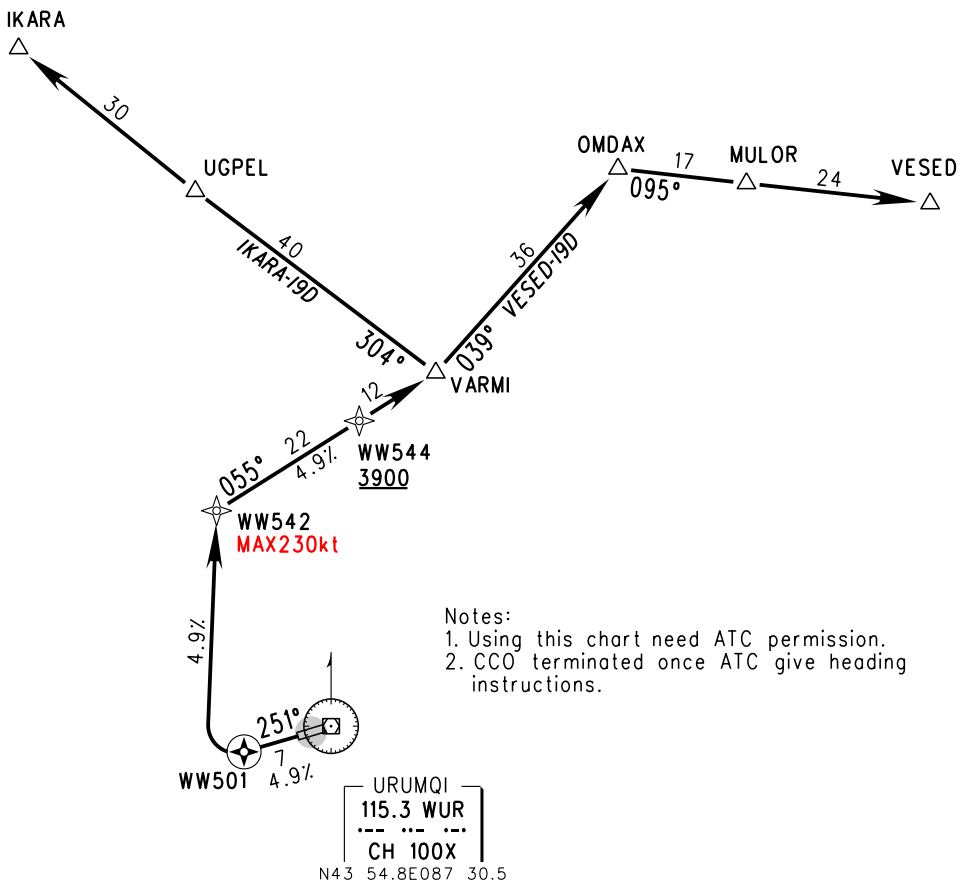 IKARA
30
UGPEL
40
IKARA-19D
304°
OMDAX
17
MULOR
24
VESED
095°
36
VESED-19D
039°
VARMI
12
22
4.9%
055°
WW544
3900
WW542
MAX230kt
4.9%
251°
7
4.9%
WW501
Notes:
1. Using this chart need ATC permission.
2. CCO terminated once ATC give heading
instructions.
URUMQI
115.3 WUR
·-- ··- ·-·
CH 100X
N43 54.8E087 30.5